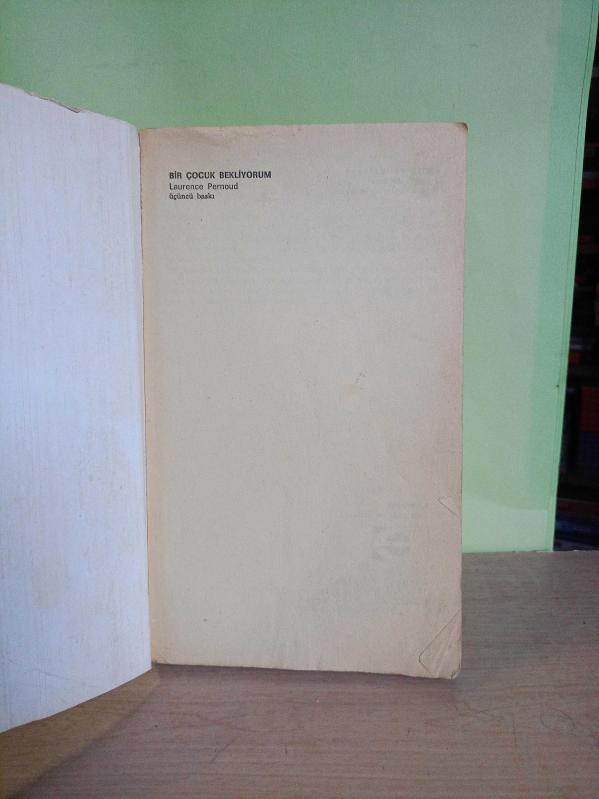 BİR ÇOCUK BEKLİYORUM
Laurence Pernoud
üçüncü baskı